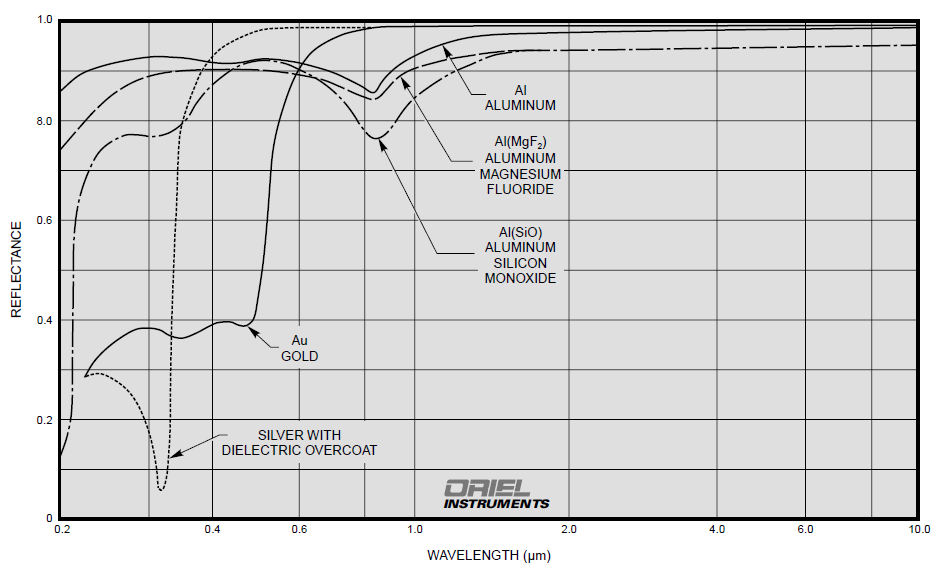 1.0
8.0
0.6
0.4
0.2
0
REFLECTANCE
Al
ALUMINUM
Al(MgF₂)
ALUMINUM
MAGNESIUM
FLUORIDE
Al(SiO)
ALUMINUM
SILICON
MONOXIDE
Au
GOLD
SILVER WITH
DIELECTRIC OVERCOAT
ORIEL
INSTRUMENTS
0.2 0.4 0.6 1.0 2.0 4.0 6.0 10.0
WAVELENGTH (µm)